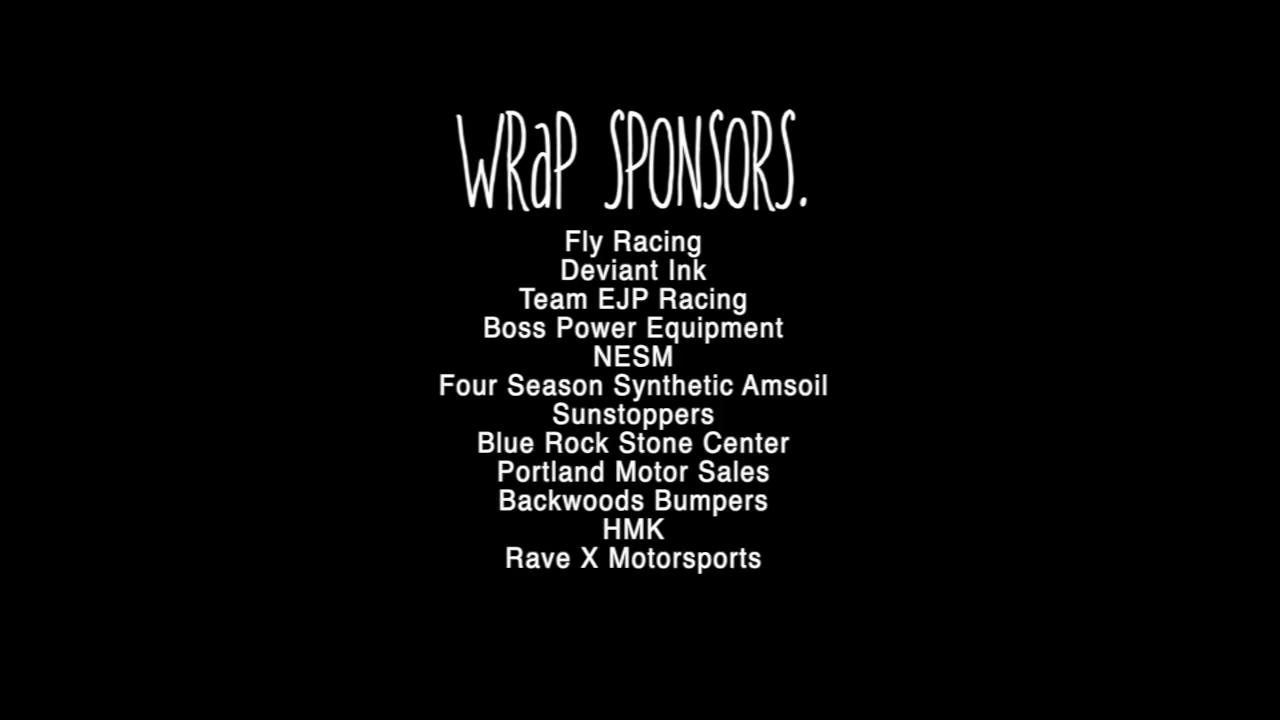 WRaP SPONSORS.
Fly Racing
Deviant Ink
Team EJP Racing
Boss Power Equipment
NESM
Four Season Synthetic Amsoil
Sunstoppers
Blue Rock Stone Center
Portland Motor Sales
Backwoods Bumpers
HMK
Rave X Motorsports